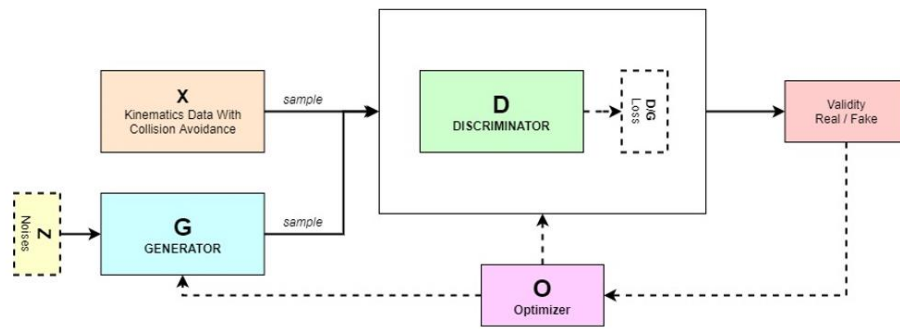 X
Kinematics Data With
Collision Avoidance
sample
D
DISCRIMINATOR
D/G
Loss
Validity
Real / Fake
Z
Noises
G
GENERATOR
sample
O
Optimizer